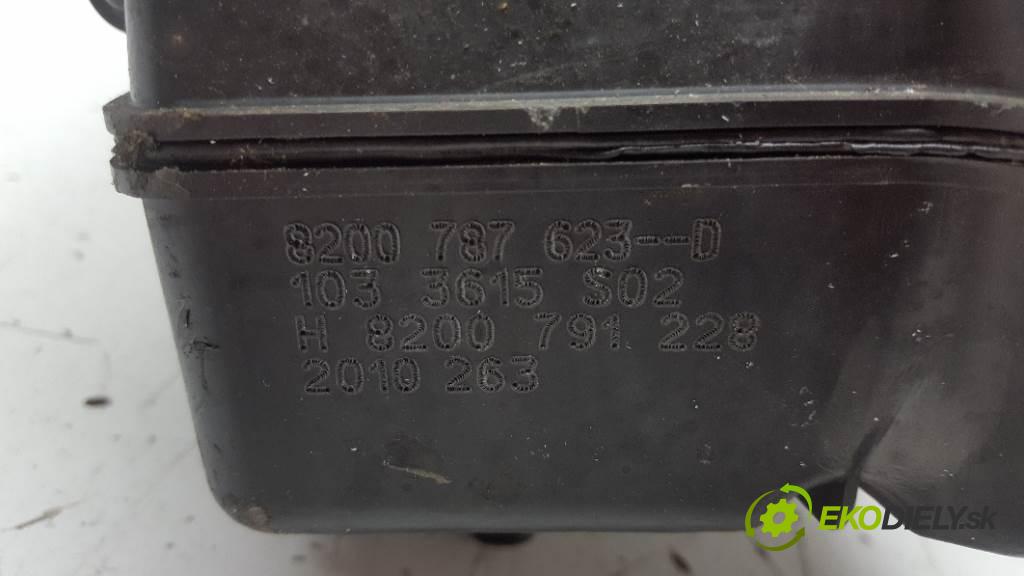 8200 787 623--D
103 3615 S02
H 8200 791 228
2010 263
EKODIELY.sk